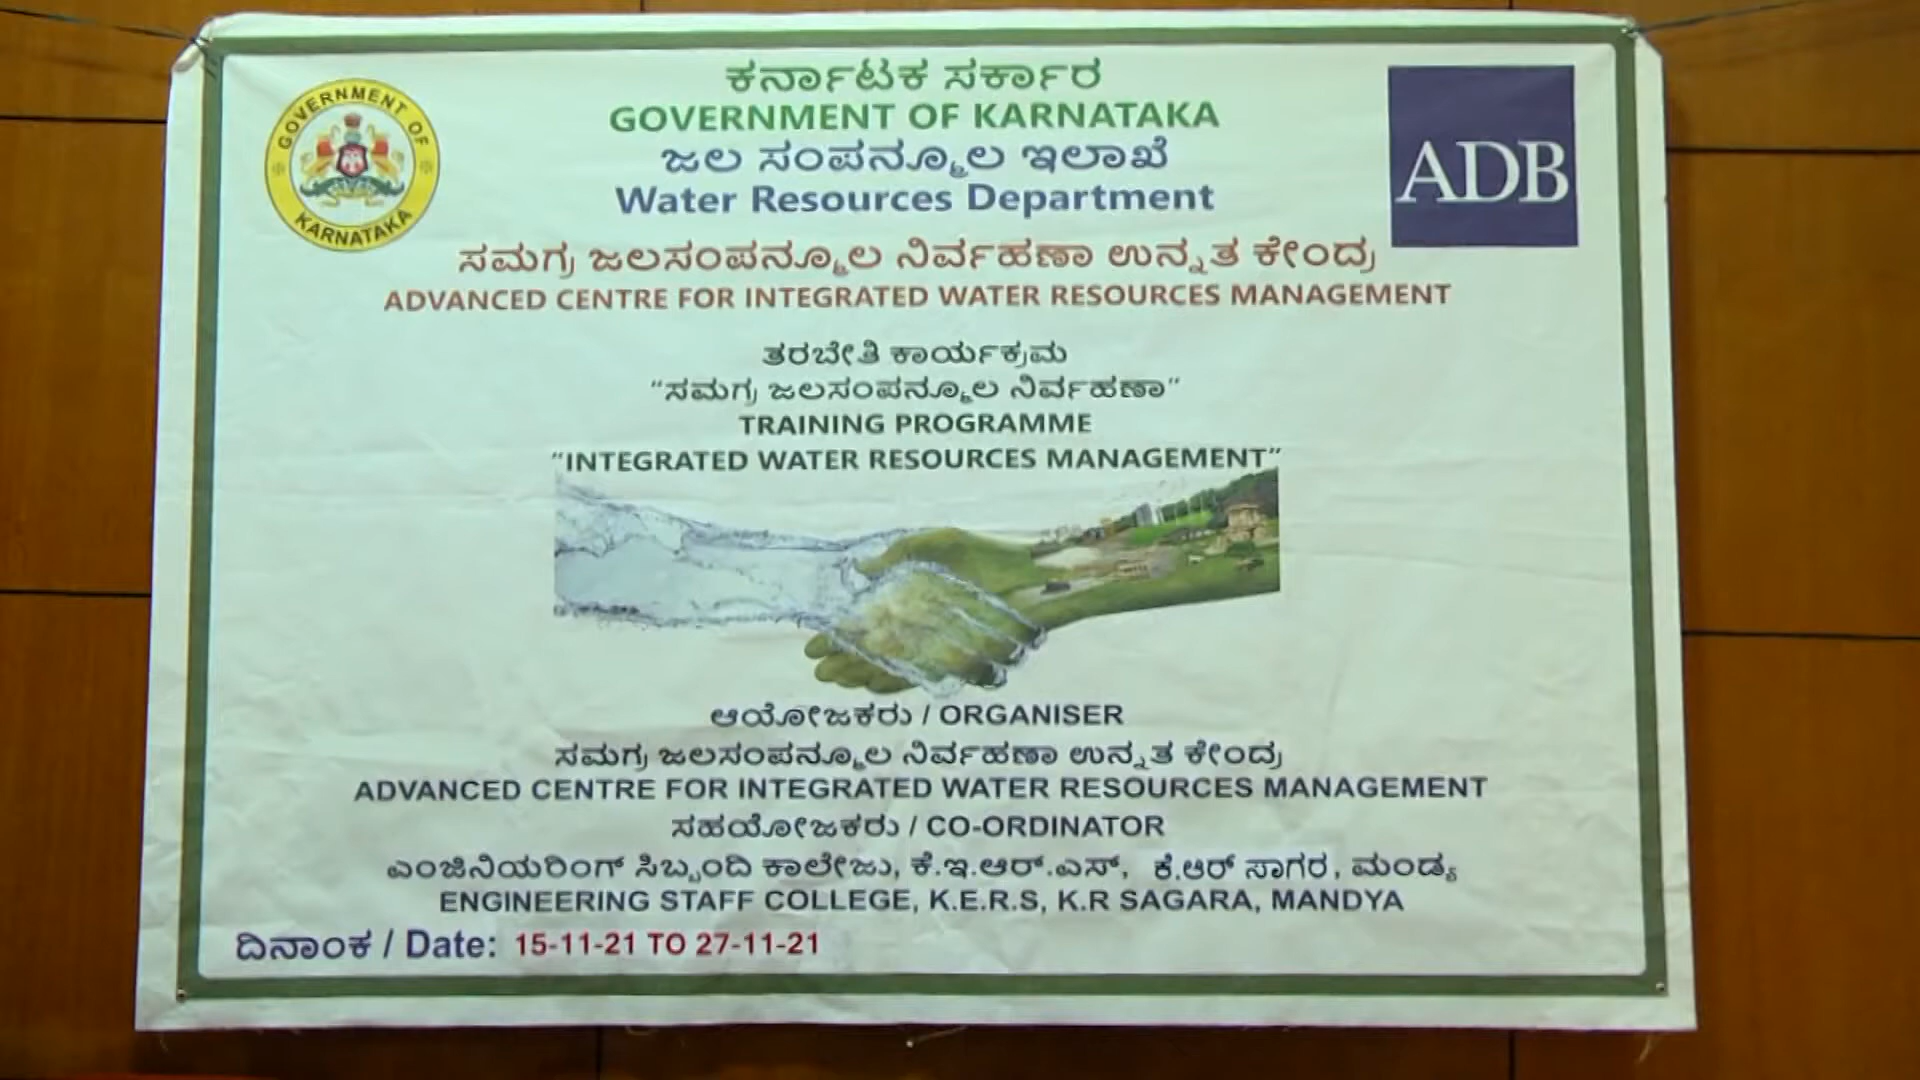 ಕರ್ನಾಟಕ ಸರ್ಕಾರ
GOVERNMENT OF KARNATAKA
ಜಲ ಸಂಪನ್ಮೂಲ ಇಲಾಖೆ
Water Resources Department
GOVERNMENT OF KARNATAKA
ADB
ಸಮಗ್ರ ಜಲಸಂಪನ್ಮೂಲ ನಿರ್ವಹಣಾ ಉನ್ನತ ಕೇಂದ್ರ
ADVANCED CENTRE FOR INTEGRATED WATER RESOURCES MANAGEMENT
ತರಬೇತಿ ಕಾರ್ಯಕ್ರಮ
“ಸಮಗ್ರ ಜಲಸಂಪನ್ಮೂಲ ನಿರ್ವಹಣಾ”
TRAINING PROGRAMME
“INTEGRATED WATER RESOURCES MANAGEMENT”
ಆಯೋಜಕರು / ORGANISER
ಸಮಗ್ರ ಜಲಸಂಪನ್ಮೂಲ ನಿರ್ವಹಣಾ ಉನ್ನತ ಕೇಂದ್ರ
ADVANCED CENTRE FOR INTEGRATED WATER RESOURCES MANAGEMENT
ಸಹಯೋಜಕರು / CO-ORDINATOR
ಎಂಜಿನಿಯರಿಂಗ್ ಸಿಬ್ಬಂದಿ ಕಾಲೇಜು, ಕೆ.ಇ.ಆರ್.ಎಸ್, ಕೆ.ಆರ್ ಸಾಗರ, ಮಂಡ್ಯ
ENGINEERING STAFF COLLEGE, K.E.R.S, K.R SAGARA, MANDYA
ದಿನಾಂಕ / Date: 15-11-21 TO 27-11-21